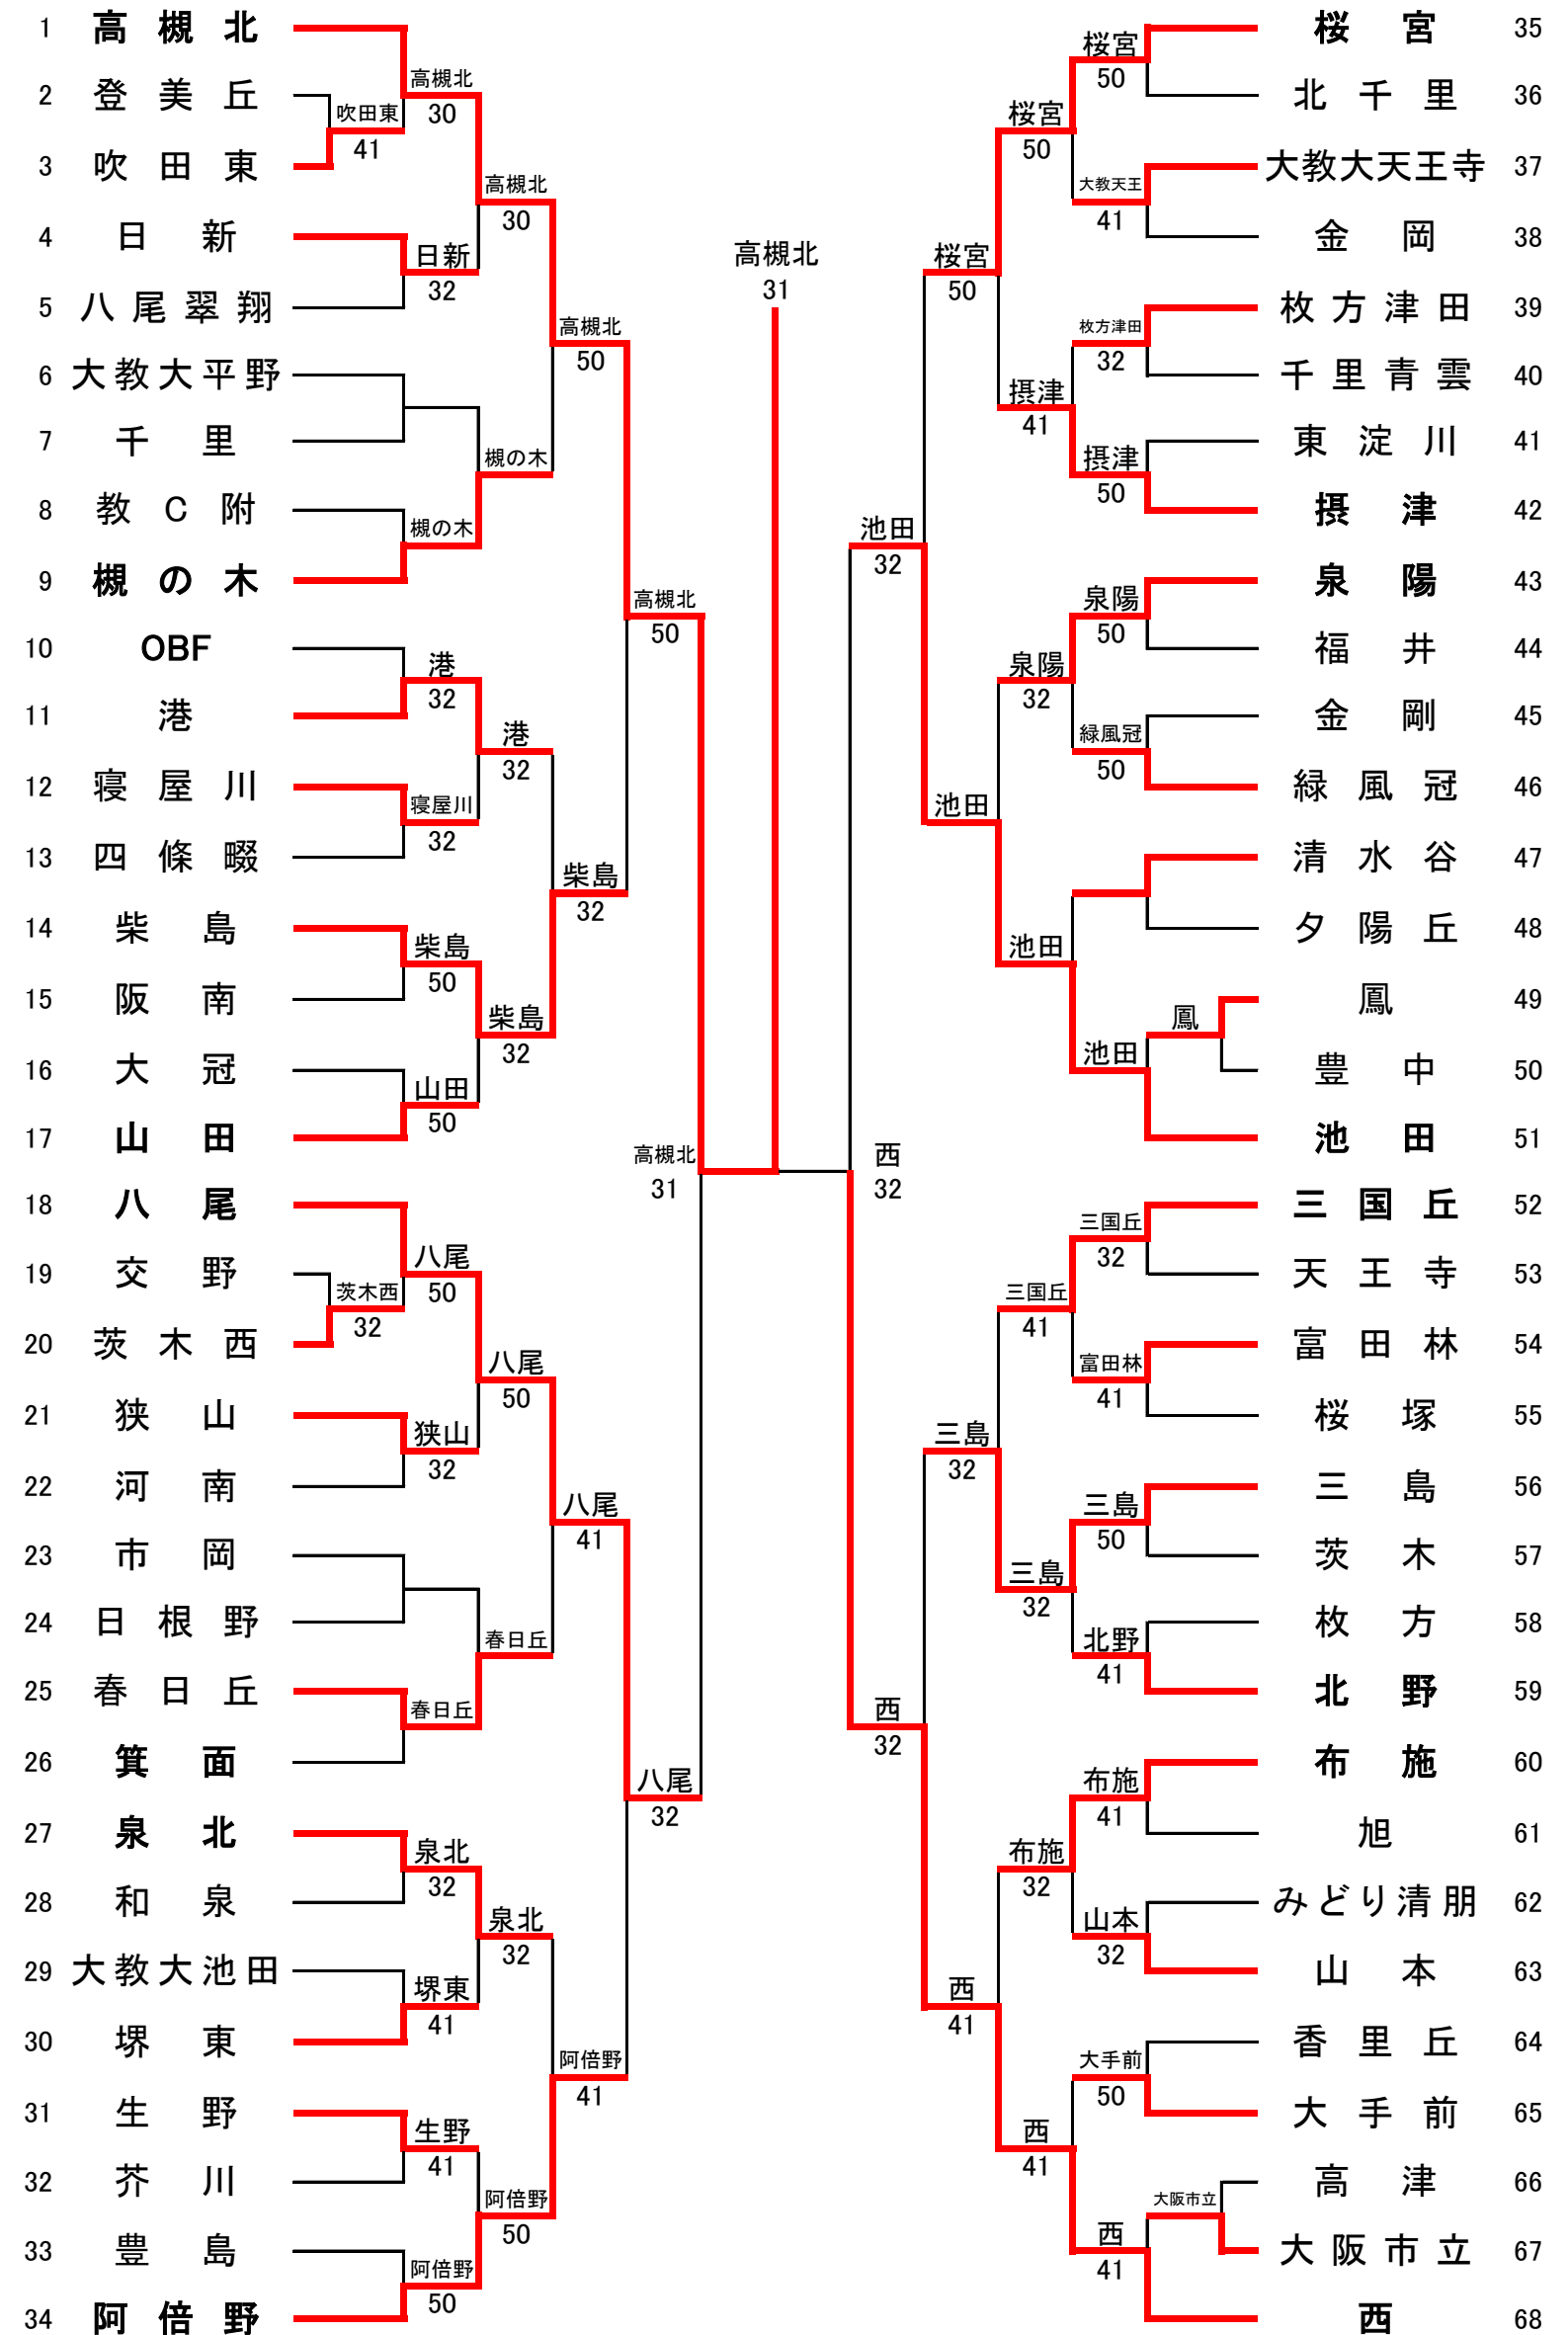 1 高槻北
2 登美丘
3 吹田東
4 日新
5 八尾翠翔
6 大教大平野
7 千里
8 教C附
9 槻の木
10 OBF
11 港
12 寝屋川
13 四條畷
14 柴島
15 阪南
16 大冠
17 山田
18 八尾
19 交野
20 茨木西
21 狭山
22 河南
23 市岡
24 日根野
25 春日丘
26 箕面
27 泉北
28 和泉
29 大教大池田
30 堺東
31 生野
32 芥川
33 豊島
34 阿倍野
吹田東
41
茨木西
32
高槻北
30
日新
32
槻の木
港
32
寝屋川
32
柴島
50
山田
50
八尾
50
狭山
32
春日丘
泉北
32
堺東
41
生野
41
阿倍野
50
高槻北
30
槻の木
港
32
柴島
32
八尾
50
春日丘
泉北
32
阿倍野
50
高槻北
50
柴島
32
八尾
41
阿倍野
41
高槻北
50
八尾
32
高槻北
31
高槻北
31
西
32
池田
32
西
32
桜宮
50
池田
三島
32
西
41
桜宮
50
摂津
41
泉陽
32
池田
三国丘
41
三島
32
布施
32
西
41
桜宮
50
大教天王
41
枚方津田
32
摂津
50
泉陽
50
緑風冠
50
池田
三国丘
32
富田林
41
三島
50
北野
41
布施
41
山本
32
大手前
50
西
41
鳳
大阪市立
桜宮 35
北千里 36
大教大天王寺 37
金岡 38
枚方津田 39
千里青雲 40
東淀川 41
摂津 42
泉陽 43
福井 44
金剛 45
緑風冠 46
清水谷 47
夕陽丘 48
鳳 49
豊中 50
池田 51
三国丘 52
天王寺 53
富田林 54
桜塚 55
三島 56
茨木 57
枚方 58
北野 59
布施 60
旭 61
みどり清朋 62
山本 63
香里丘 64
大手前 65
高津 66
大阪市立 67
西 68